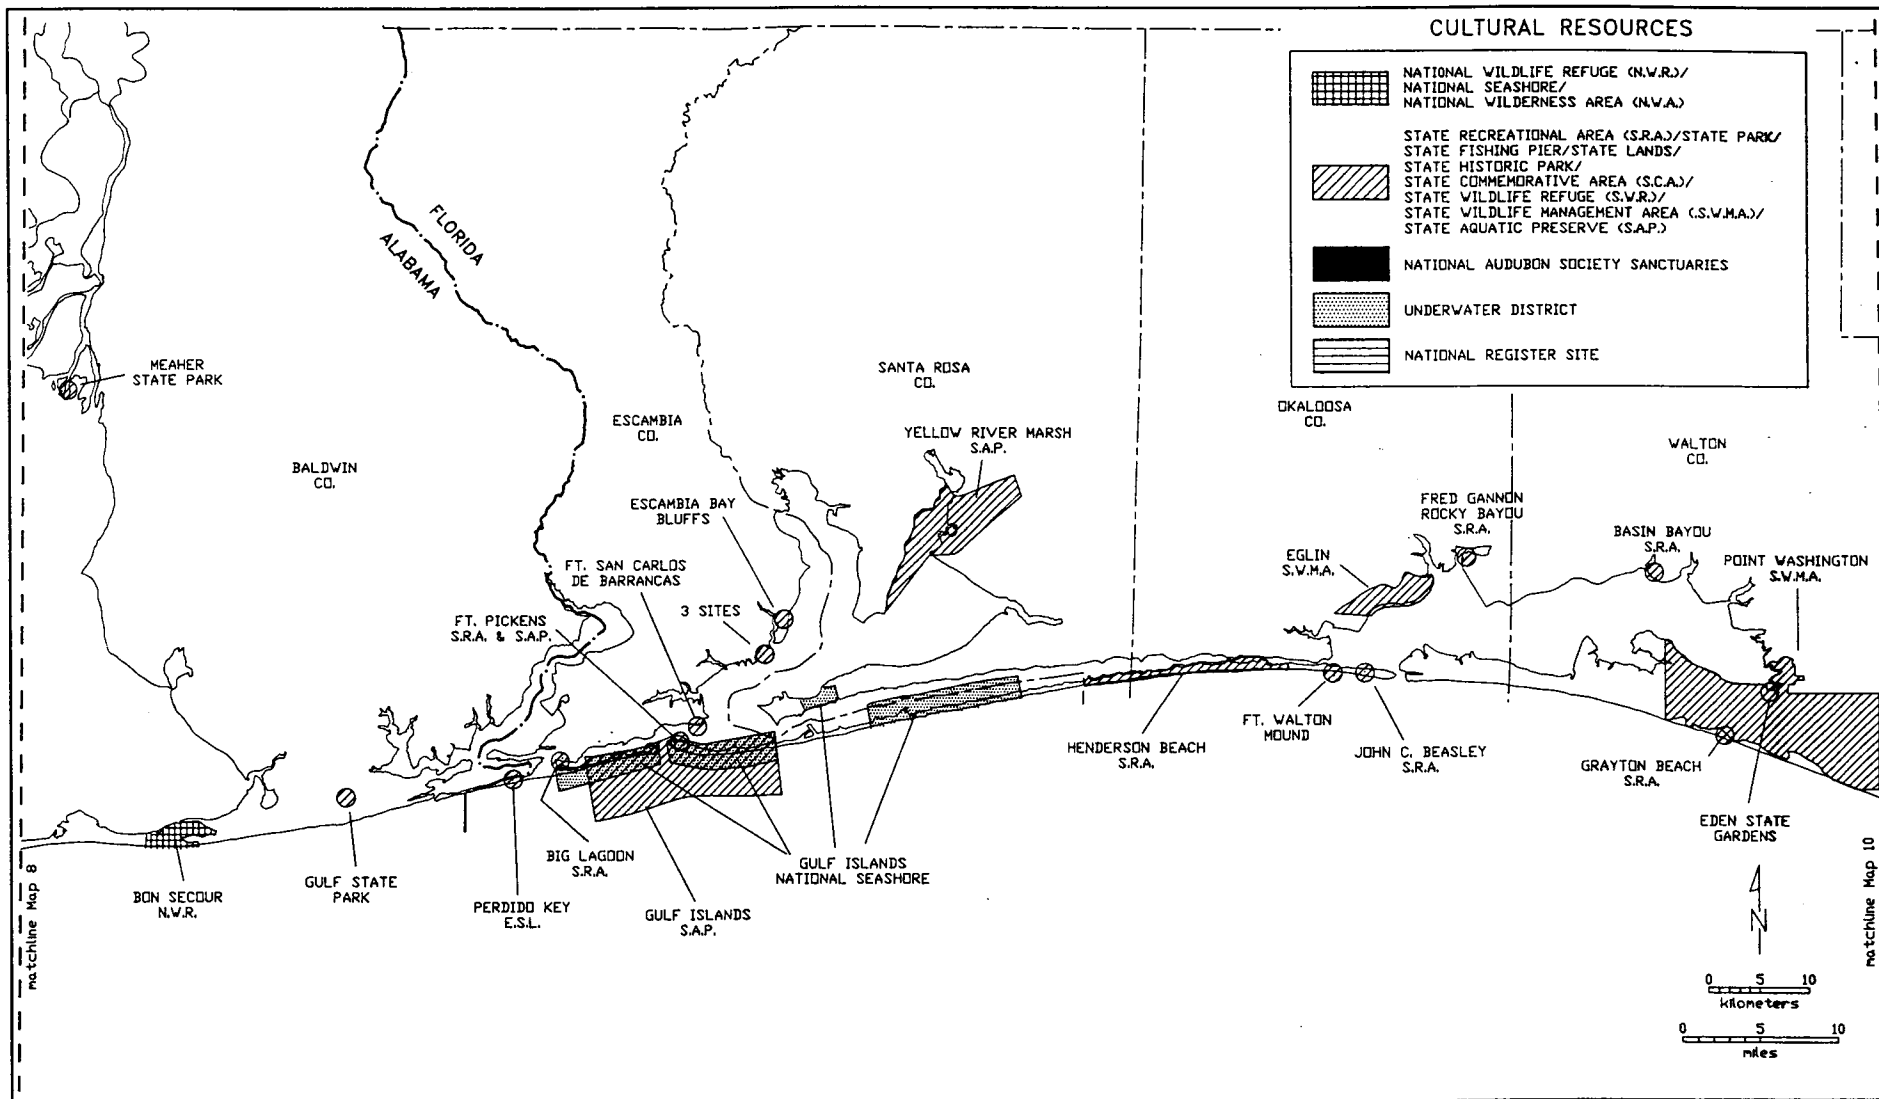 CULTURAL RESOURCES
NATIONAL WILDLIFE REFUGE (N.W.R.)/
NATIONAL SEASHORE/
NATIONAL WILDERNESS AREA (N.W.A.)
STATE RECREATIONAL AREA (S.R.A.)/STATE PARK/
STATE FISHING PIER/STATE LANDS/
STATE HISTORIC PARK/
STATE COMMEMORATIVE AREA (S.C.A.)/
STATE WILDLIFE REFUGE (S.W.R.)/
STATE WILDLIFE MANAGEMENT AREA (.S.W.M.A.)/
STATE AQUATIC PRESERVE (S.A.P.)
NATIONAL AUDUBON SOCIETY SANCTUARIES
UNDERWATER DISTRICT
NATIONAL REGISTER SITE
FLORIDA
ALABAMA
MEAHER
STATE PARK
SANTA ROSA
CO.
OKALOOSA
CO.
ESCAMBIA
CO.
YELLOW RIVER MARSH
S.A.P.
WALTON
CO.
BALDWIN
CO.
ESCAMBIA BAY
BLUFFS
FRED GANNON
ROCKY BAYOU
S.R.A.
BASIN BAYOU
S.R.A.
EGLIN
S.W.M.A.
POINT WASHINGTON
S.W.M.A.
FT. SAN CARLOS
DE BARRANCAS
3 SITES
FT. PICKENS
S.R.A. & S.A.P.
FT. WALTON
MOUND
HENDERSON BEACH
S.R.A.
JOHN C. BEASLEY
S.R.A.
GRAYTON BEACH
S.R.A.
EDEN STATE
GARDENS
BIG LAGOON
S.R.A.
GULF ISLANDS
NATIONAL SEASHORE
GULF STATE
PARK
BON SECOUR
N.W.R.
PERDIDO KEY
E.S.L.
GULF ISLANDS
S.A.P.
matchline Map 8
matchline Map 10
N
0 5 10
kilometers
0 5 10
miles